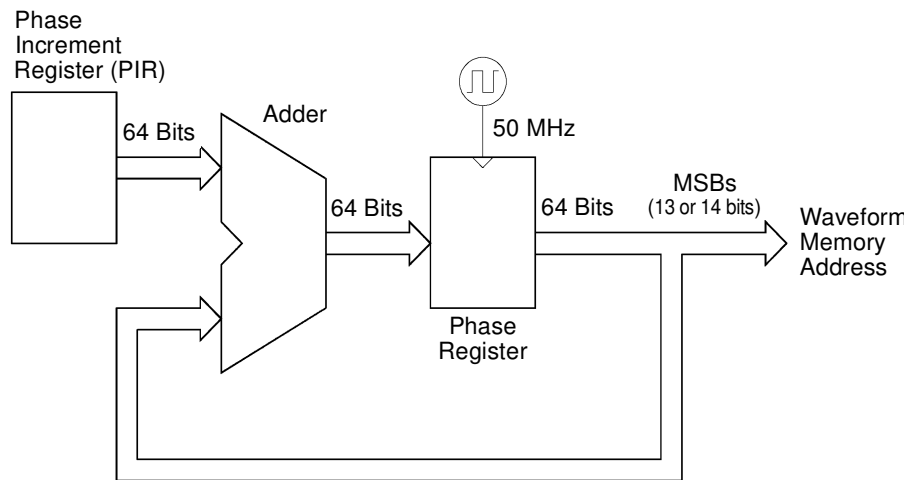 Phase
Increment
Register (PIR)
64 Bits
Adder
64 Bits
50 MHz
64 Bits
MSBs
(13 or 14 bits)
Waveform
Memory
Address
Phase
Register